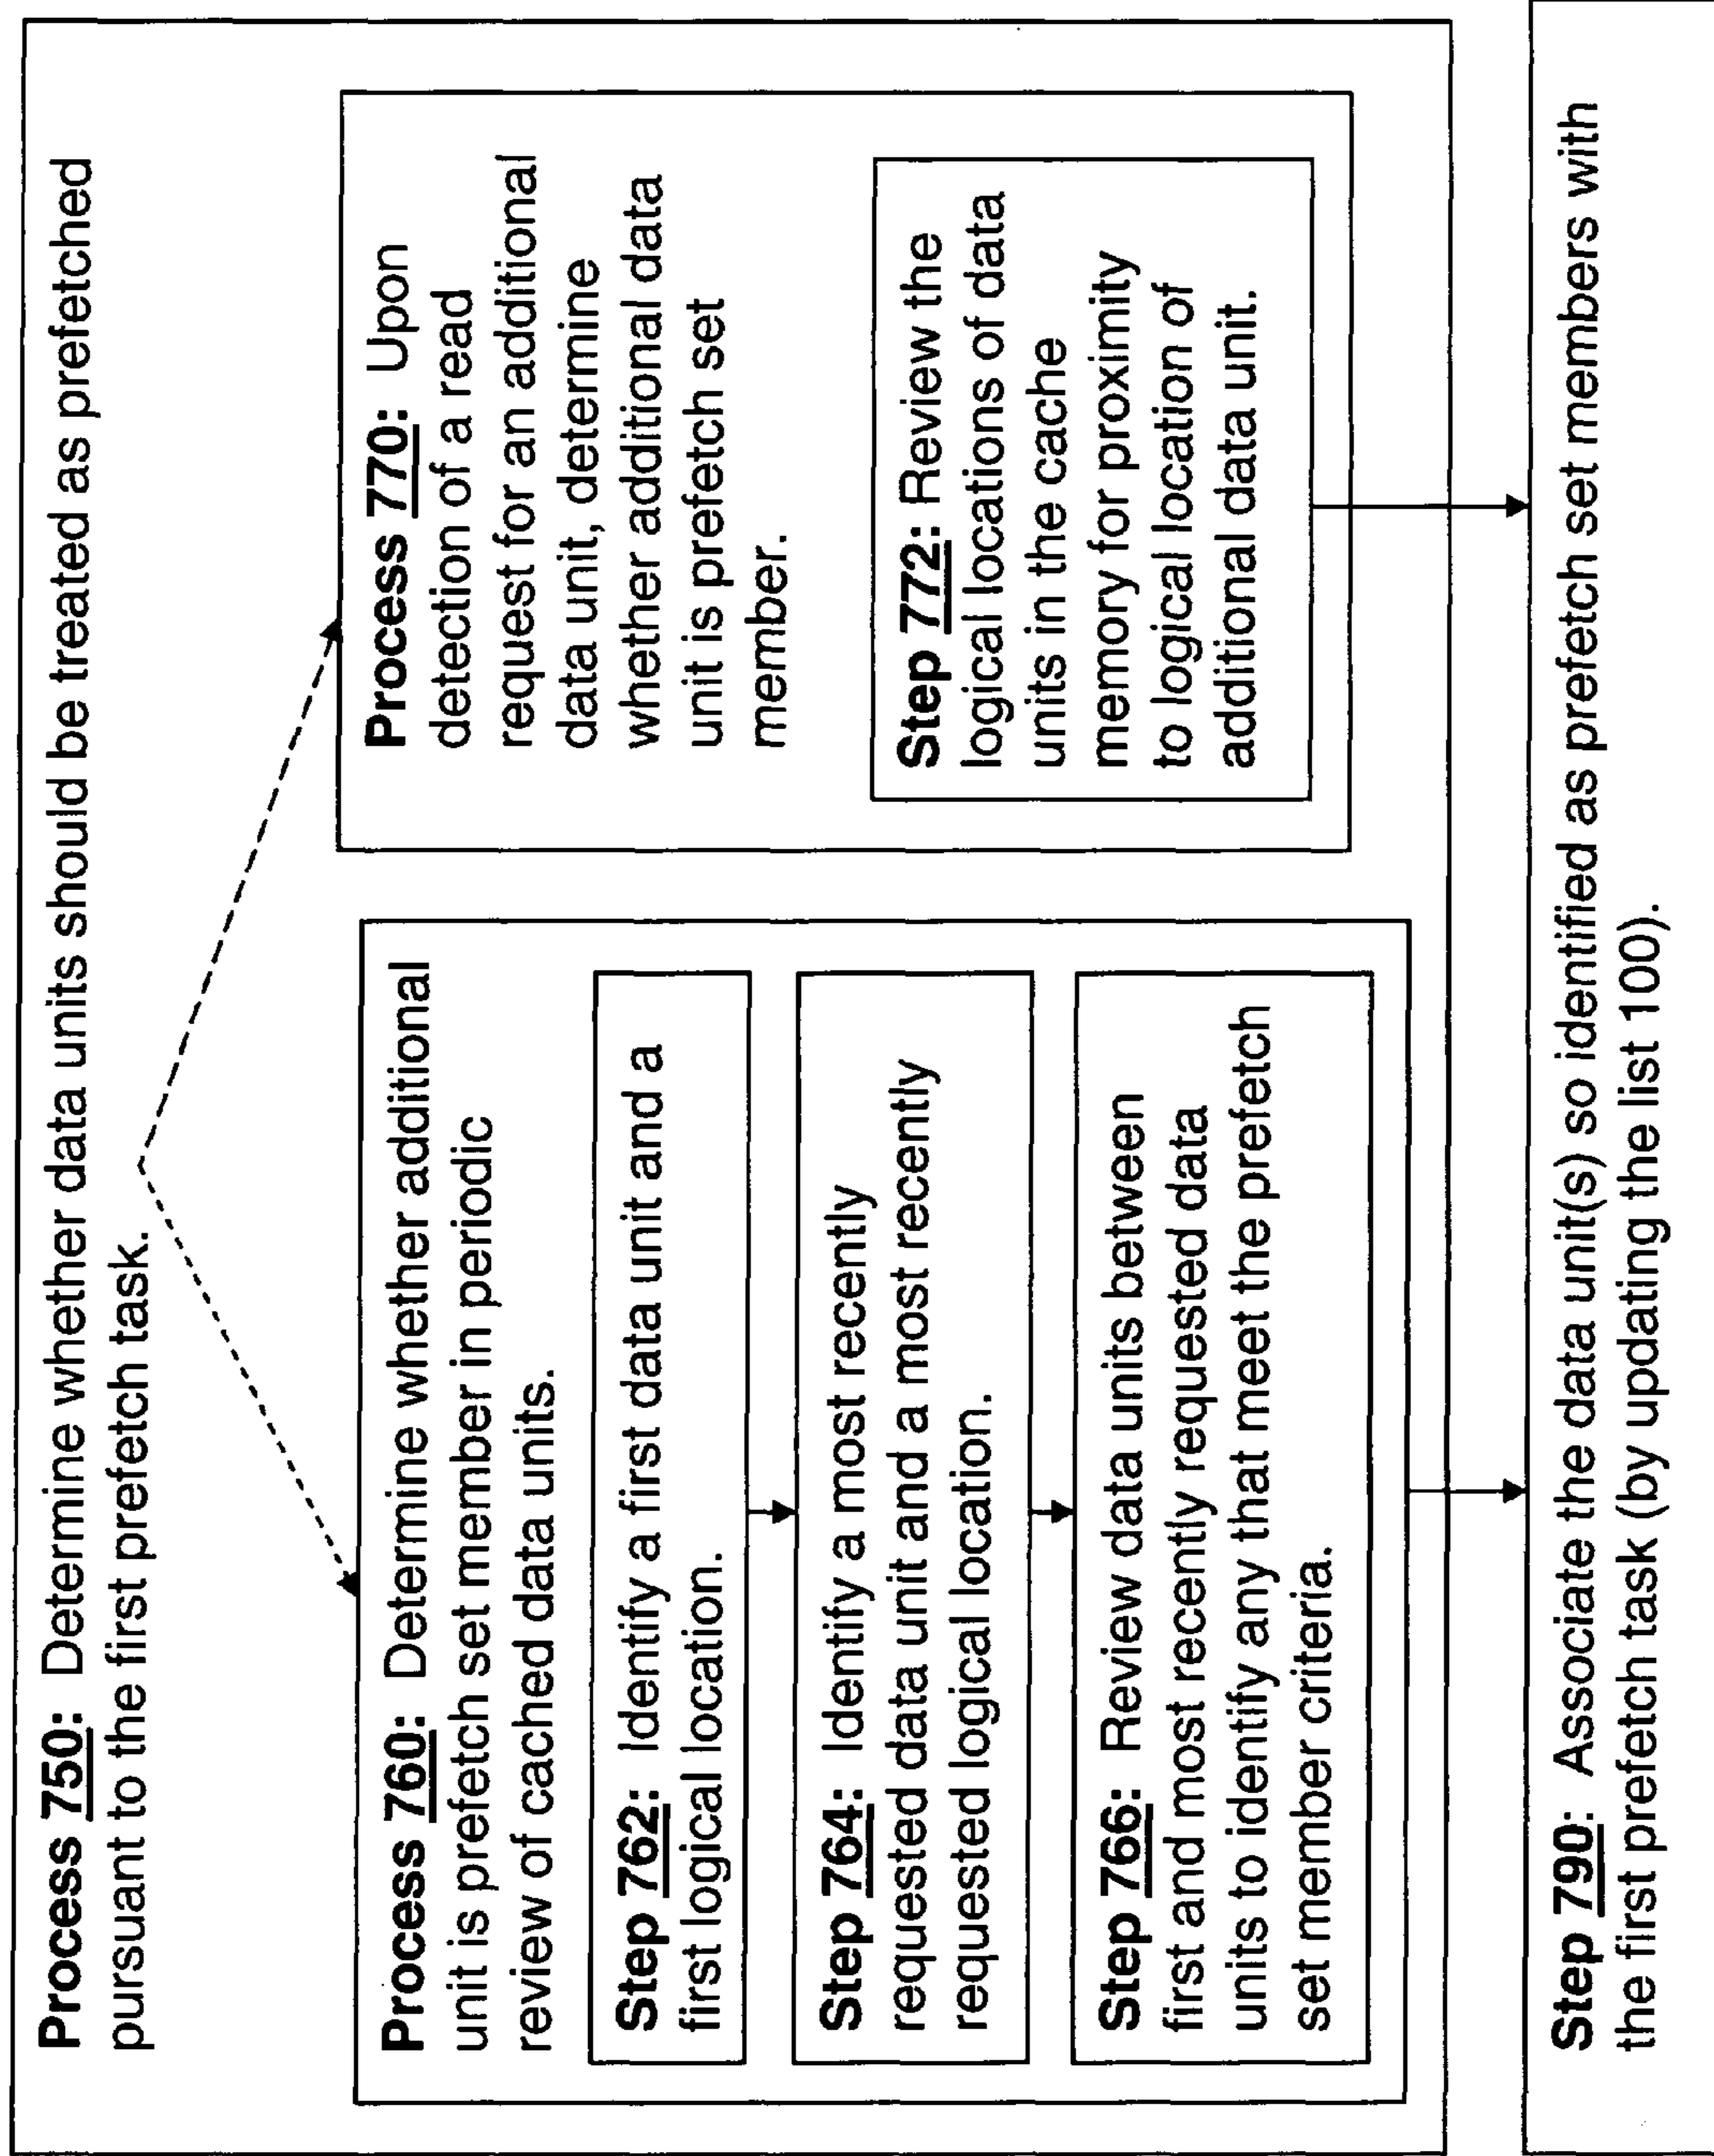 Process 750: Determine whether data units should be treated as prefetched
pursuant to the first prefetch task.
Process 760: Determine whether additional
unit is prefetch set member in periodic
review of cached data units.
Step 762: Identify a first data unit and a
first logical location.
Step 764: Identify a most recently
requested data unit and a most recently
requested logical location.
Step 766: Review data units between
first and most recently requested data
units to identify any that meet the prefetch
set member criteria.
Process 770: Upon
detection of a read
request for an additional
data unit, determine
whether additional data
unit is prefetch set
member.
Step 772: Review the
logical locations of data
units in the cache
memory for proximity
to logical location of
additional data unit.
Step 790: Associate the data unit(s) so identified as prefetch set members with
the first prefetch task (by updating the list 100).